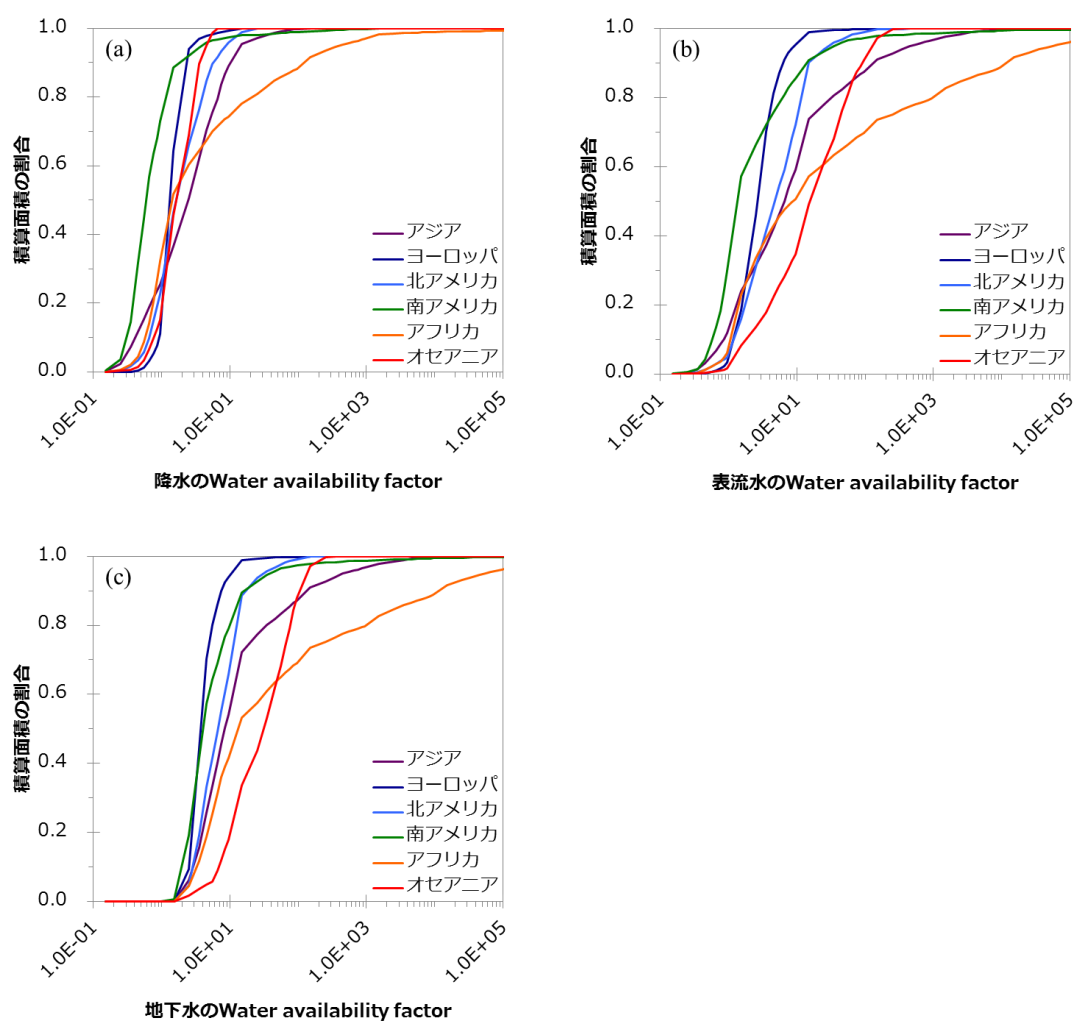 (a)
積算面積の割合
1.0
0.8
0.6
0.4
0.2
0.0
アジア
ヨーロッパ
北アメリカ
南アメリカ
アフリカ
オセアニア
1.0E-01
1.0E+01
1.0E+03
1.0E+05
降水のWater availability factor
(b)
積算面積の割合
1.0
0.8
0.6
0.4
0.2
0.0
アジア
ヨーロッパ
北アメリカ
南アメリカ
アフリカ
オセアニア
1.0E-01
1.0E+01
1.0E+03
1.0E+05
表流水のWater availability factor
(c)
積算面積の割合
1.0
0.8
0.6
0.4
0.2
0.0
アジア
ヨーロッパ
北アメリカ
南アメリカ
アフリカ
オセアニア
1.0E-01
1.0E+01
1.0E+03
1.0E+05
地下水のWater availability factor